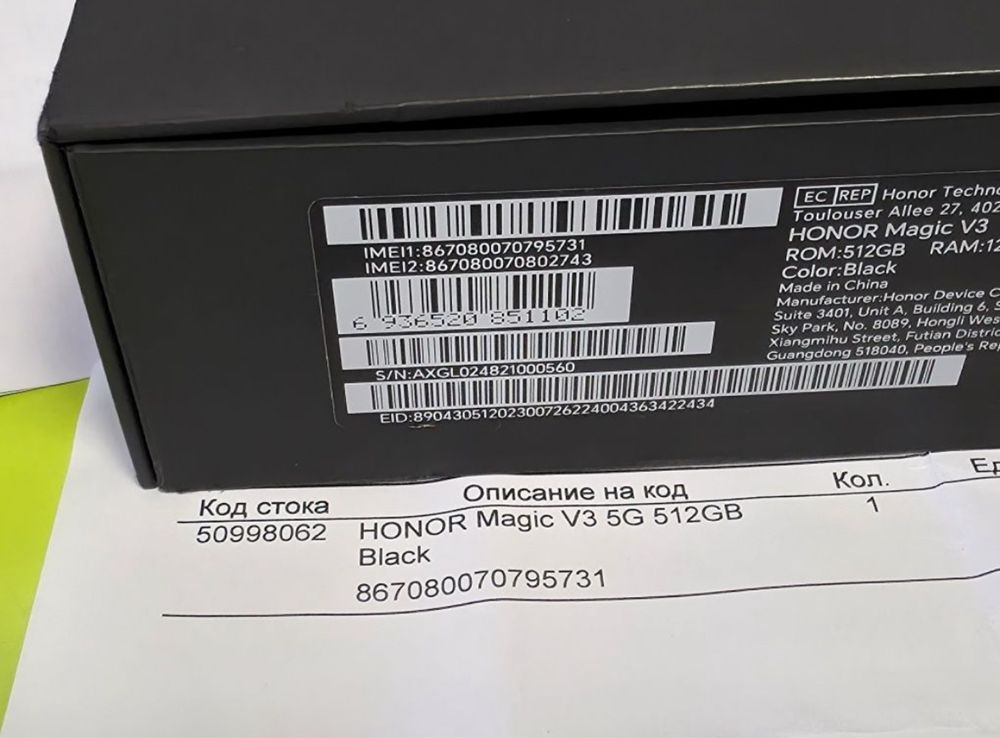 IMEI1:867080070795731
IMEI2:867080070802743
6 936520 851102
S/N:AXGL024821000560
EID:89043051202300726224004363422434
EC REP Honor Techno
Toulouser Allee 27, 402
HONOR Magic V3
ROM:512GB RAM:12
Color:Black
Made in China
Manufacturer:Honor Device C
Suite 3401, Unit A, Building 6, S
Sky Park, No. 8089, Hongli Wes
Xiangmihu Street, Futian Distric
Guangdong 518040, People's Rep
Код стока Описание на код Кол. Ед
50998062 HONOR Magic V3 5G 512GB 1
Black
867080070795731